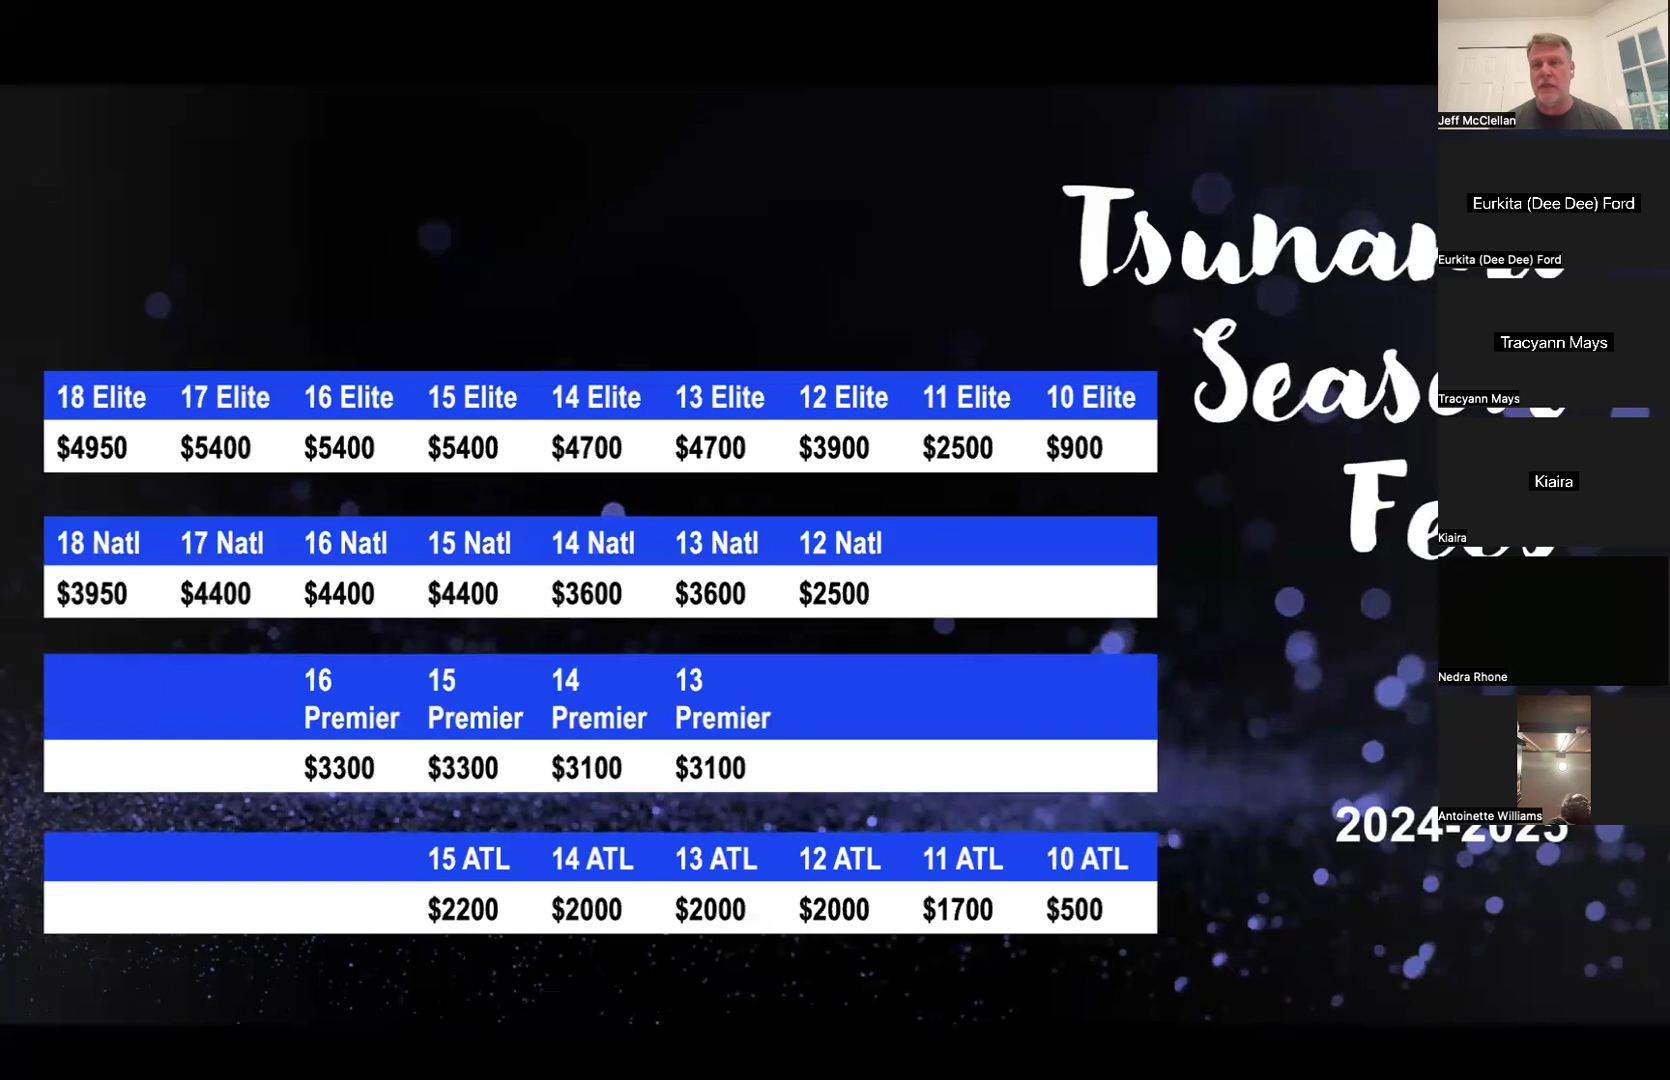 Tsunami
Season
Fees
18 Elite 17 Elite 16 Elite 15 Elite 14 Elite 13 Elite 12 Elite 11 Elite 10 Elite
$4950 $5400 $5400 $5400 $4700 $4700 $3900 $2500 $900
18 Natl 17 Natl 16 Natl 15 Natl 14 Natl 13 Natl 12 Natl
$3950 $4400 $4400 $4400 $3600 $3600 $2500
16 15 14 13
Premier Premier Premier Premier
$3300 $3300 $3100 $3100
15 ATL 14 ATL 13 ATL 12 ATL 11 ATL 10 ATL
$2200 $2000 $2000 $2000 $1700 $500
2024-2025
Jeff McClellan
Eurkita (Dee Dee) Ford
Eurkita (Dee Dee) Ford
Tracyann Mays
Tracyann Mays
Kiaira
Kiaira
Nedra Rhone
Antoinette Williams